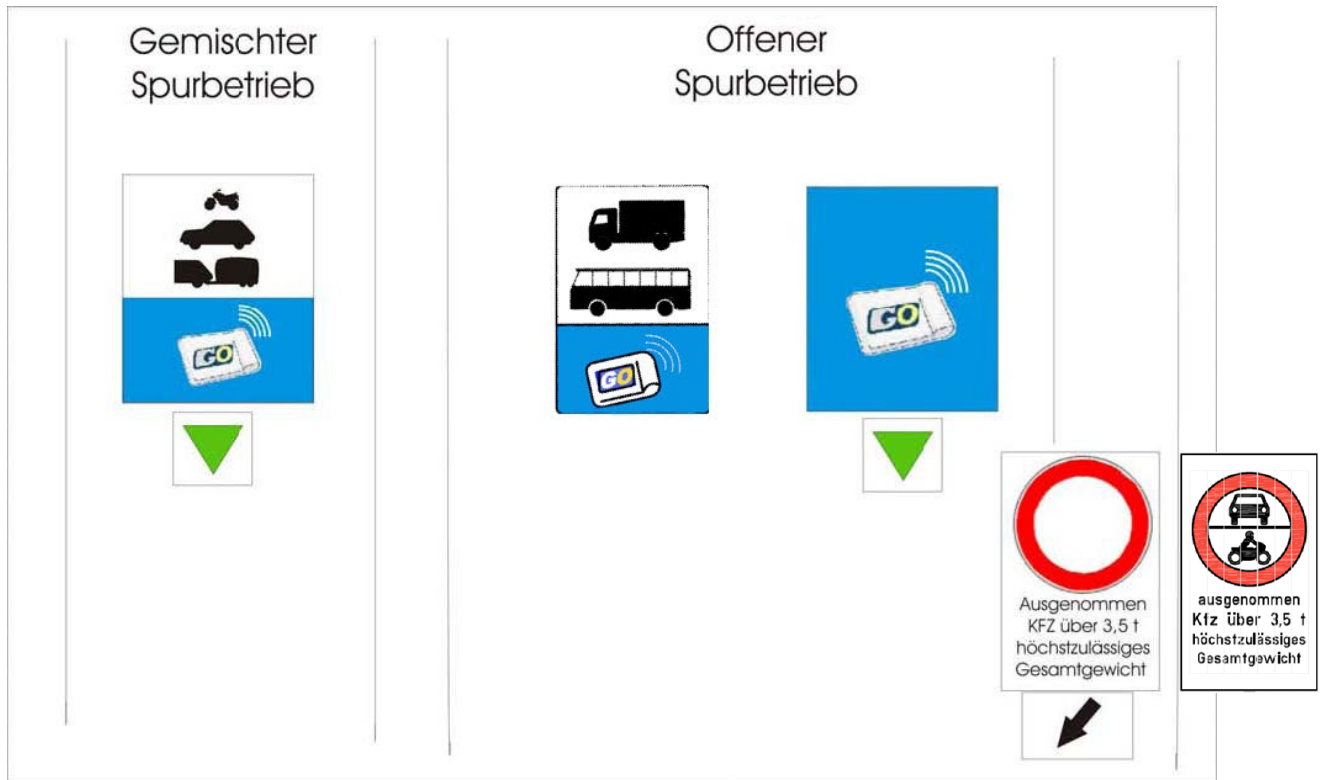 Gemischter
Spurbetrieb
Offener
Spurbetrieb
GO
GO
GO
Ausgenommen
KFZ über 3,5 t
höchstzulässiges
Gesamtgewicht
ausgenommen
Kfz über 3,5 t
höchstzulässiges
Gesamtgewicht